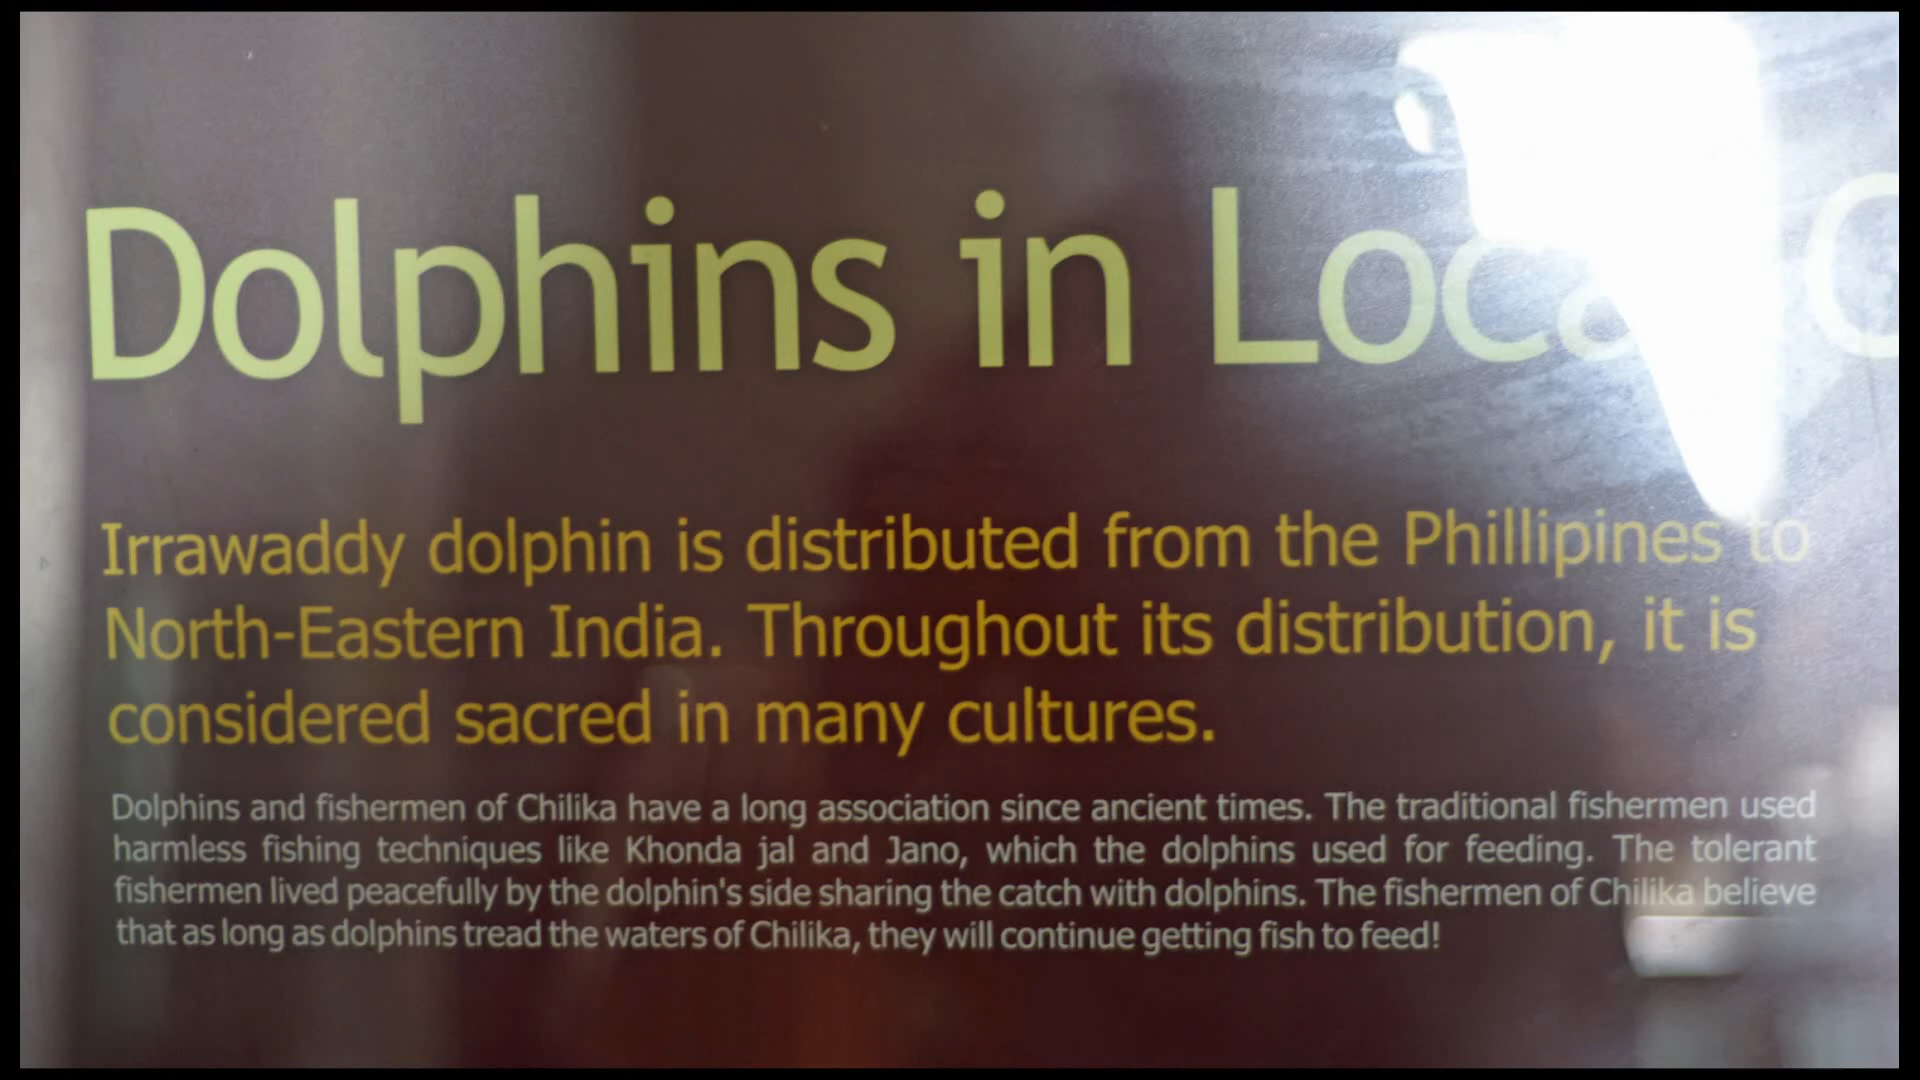 Dolphins in Local
Irrawaddy dolphin is distributed from the Phillipines to
North-Eastern India. Throughout its distribution, it is
considered sacred in many cultures.
Dolphins and fishermen of Chilika have a long association since ancient times. The traditional fishermen used
harmless fishing techniques like Khonda jal and Jano, which the dolphins used for feeding. The tolerant
fishermen lived peacefully by the dolphin's side sharing the catch with dolphins. The fishermen of Chilika believe
that as long as dolphins tread the waters of Chilika, they will continue getting fish to feed!